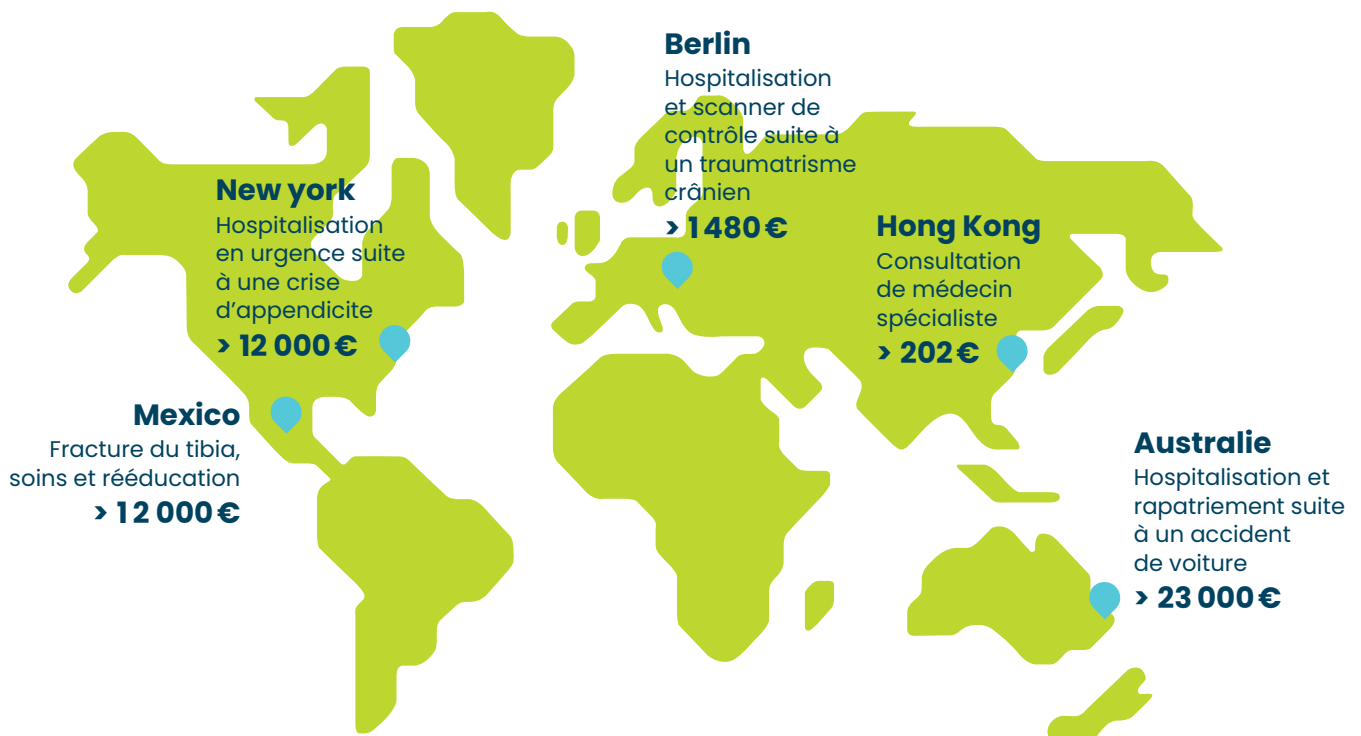 Berlin
Hospitalisation
et scanner de
contrôle suite à
un traumatrisme
crânien
> 1 480 €
New york
Hospitalisation
en urgence suite
à une crise
d’appendicite
> 12 000 €
Hong Kong
Consultation
de médecin
spécialiste
> 202 €
Mexico
Fracture du tibia,
soins et rééducation
> 12 000 €
Australie
Hospitalisation et
rapatriement suite
à un accident
de voiture
> 23 000 €